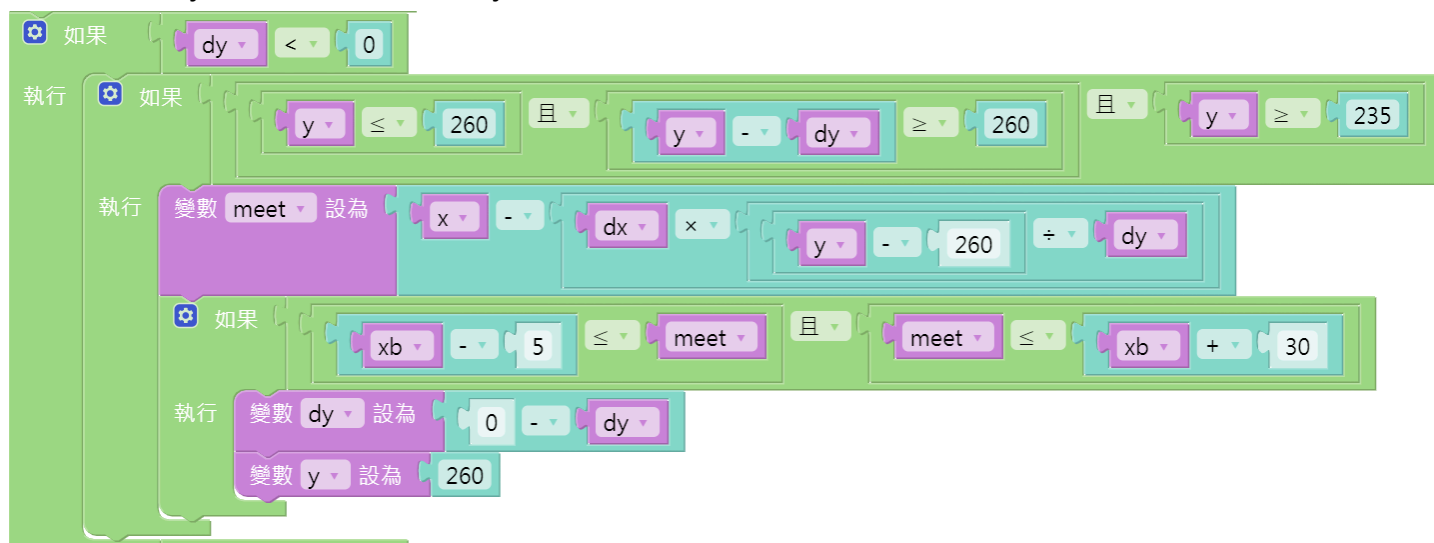 如果 dy < 0
執行 如果 y ≤ 260 且 y - dy ≥ 260 且 y ≥ 235
執行 變數 meet 設為 x - dx × y - 260 ÷ dy
如果 xb - 5 ≤ meet 且 meet ≤ xb + 30
執行 變數 dy 設為 0 - dy
變數 y 設為 260